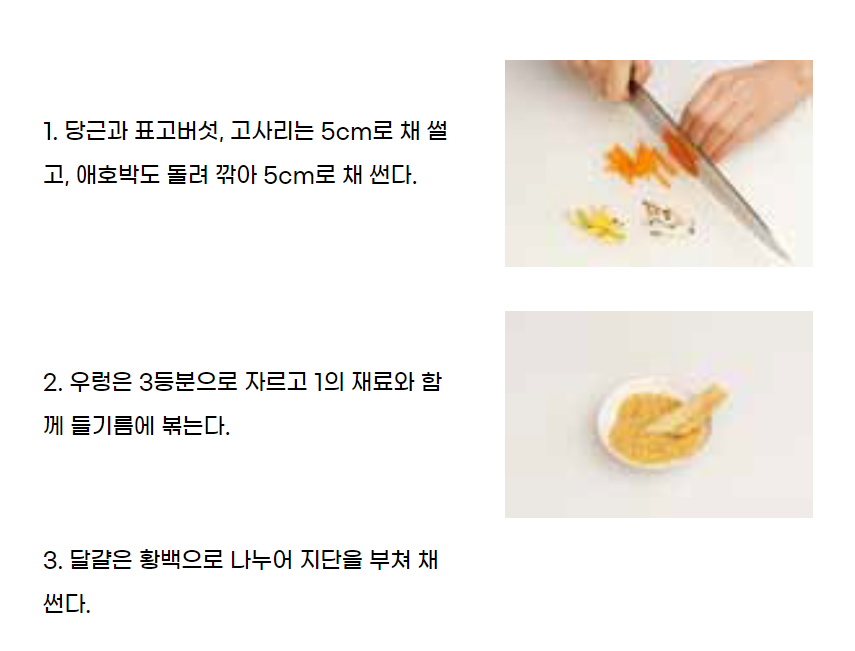 1. 당근과 표고버섯, 고사리는 5cm로 채 썰
고, 애호박도 돌려 깎아 5cm로 채 썬다.
2. 우렁은 3등분으로 자르고 1의 재료와 함
께 들기름에 볶는다.
3. 달걀은 황백으로 나누어 지단을 부쳐 채
썬다.